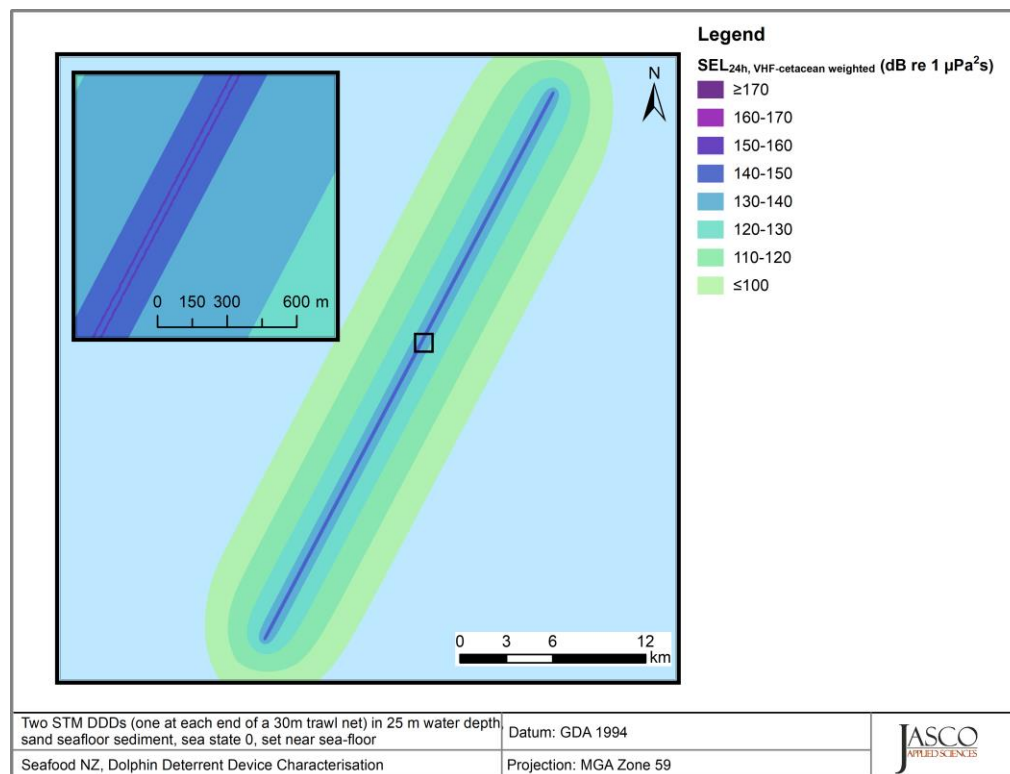 Legend
SEL24h, VHF-cetacean weighted (dB re 1 µPa²s)
≥170
160-170
150-160
140-150
130-140
120-130
110-120
≤100
N
0 150 300 600 m
0 3 6 12
km
Two STM DDDs (one at each end of a 30m trawl net) in 25 m water depth,
sand seafloor sediment, sea state 0, set near sea-floor
Datum: GDA 1994
Seafood NZ, Dolphin Deterrent Device Characterisation
Projection: MGA Zone 59
JASCO
APPLIED SCIENCES